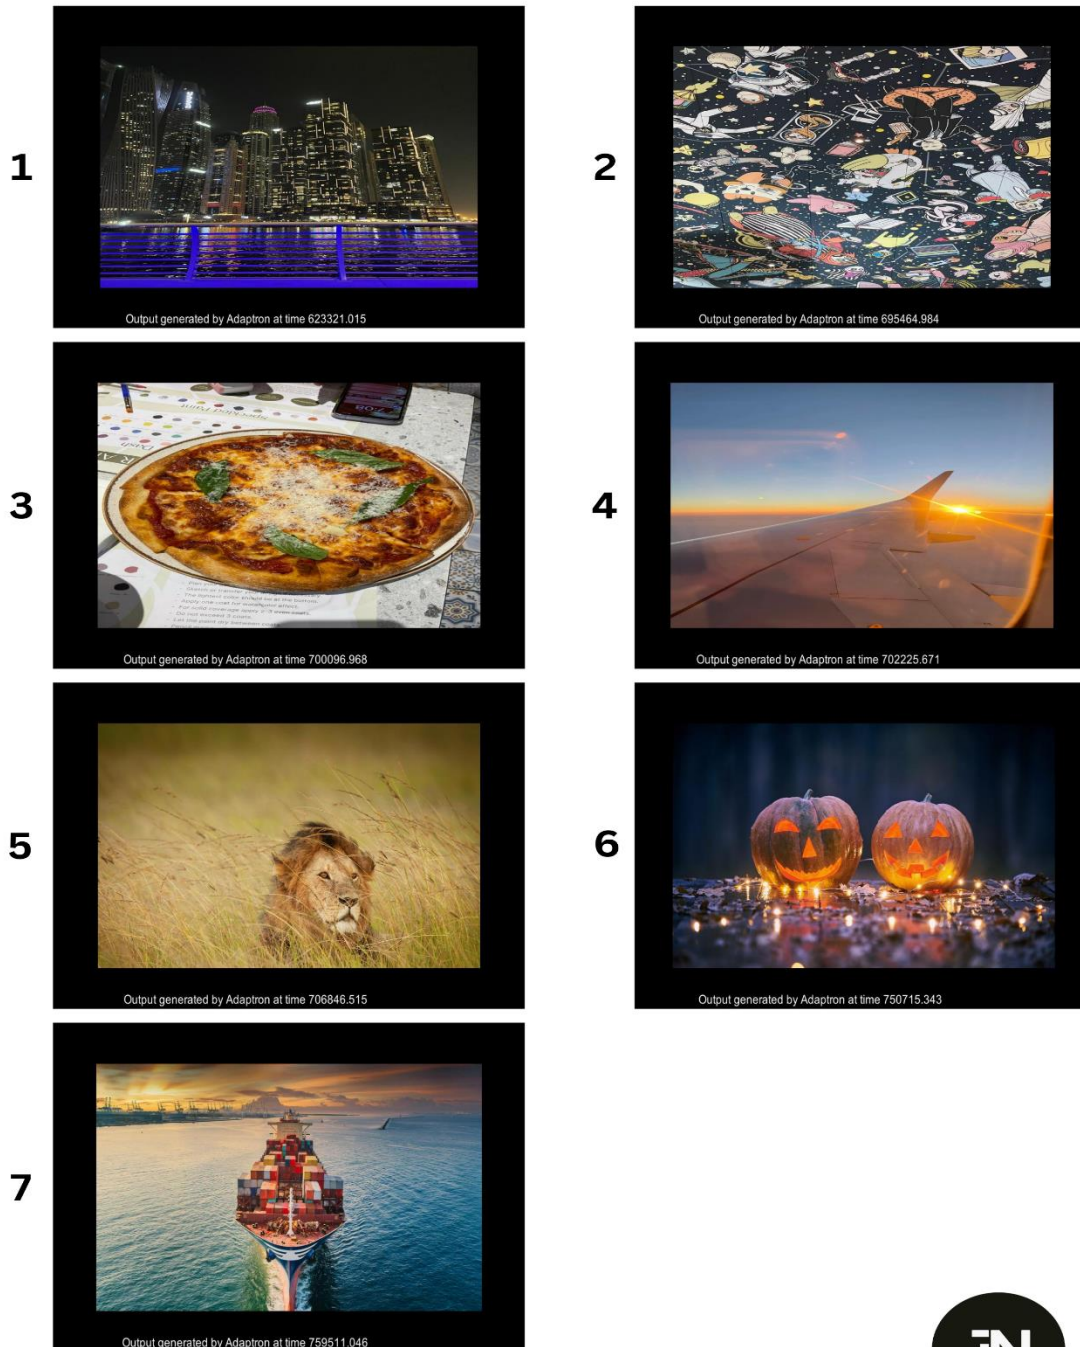 1
Output generated by Adaptron at time 623321.015
2
Output generated by Adaptron at time 695464.984
3
Output generated by Adaptron at time 700096.968
4
Output generated by Adaptron at time 702225.671
5
Output generated by Adaptron at time 706846.515
6
Output generated by Adaptron at time 750715.343
7
Output generated by Adaptron at time 759511.046